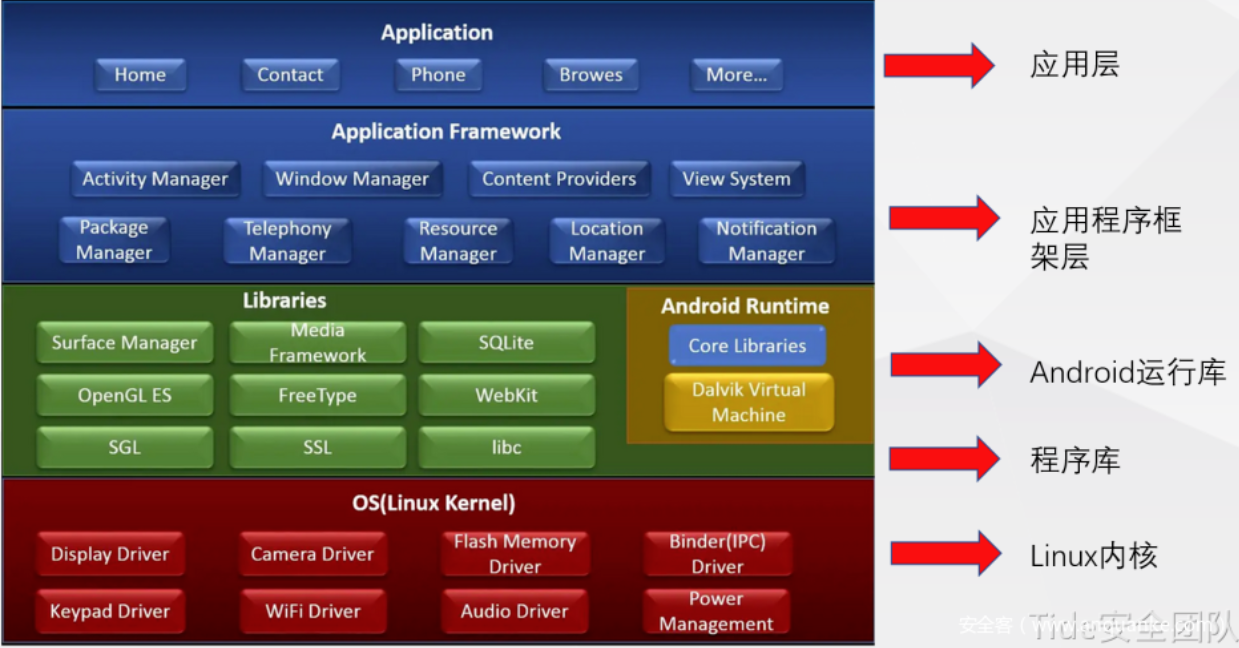 Application
Home Contact Phone Browes More...
应用层
Application Framework
Activity Manager Window Manager Content Providers View System
Package Manager
Telephony Manager
Resource Manager
Location Manager
Notification Manager
应用程序框
架层
Libraries
Surface Manager
Media
Framework
SQLite
OpenGL ES FreeType WebKit
SGL SSL libc
Android Runtime
Core Libraries
Dalvik Virtual
Machine
Android运行库
程序库
OS(Linux Kernel)
Display Driver Camera Driver
Flash Memory
Driver
Binder(IPC)
Driver
Keypad Driver WiFi Driver Audio Driver
Power
Management
Linux内核
安全客
Tide安全团队